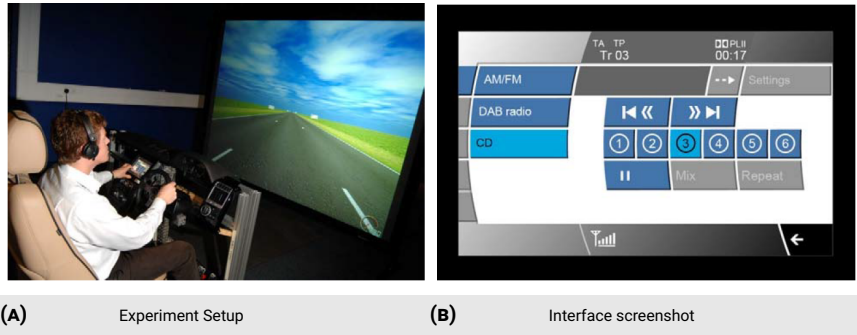 TA TP
Tr 03
PLII
00:17
AM/FM
Settings
DAB radio
CD
1 2 3 4 5 6
Mix
Repeat
(A) Experiment Setup
(B) Interface screenshot